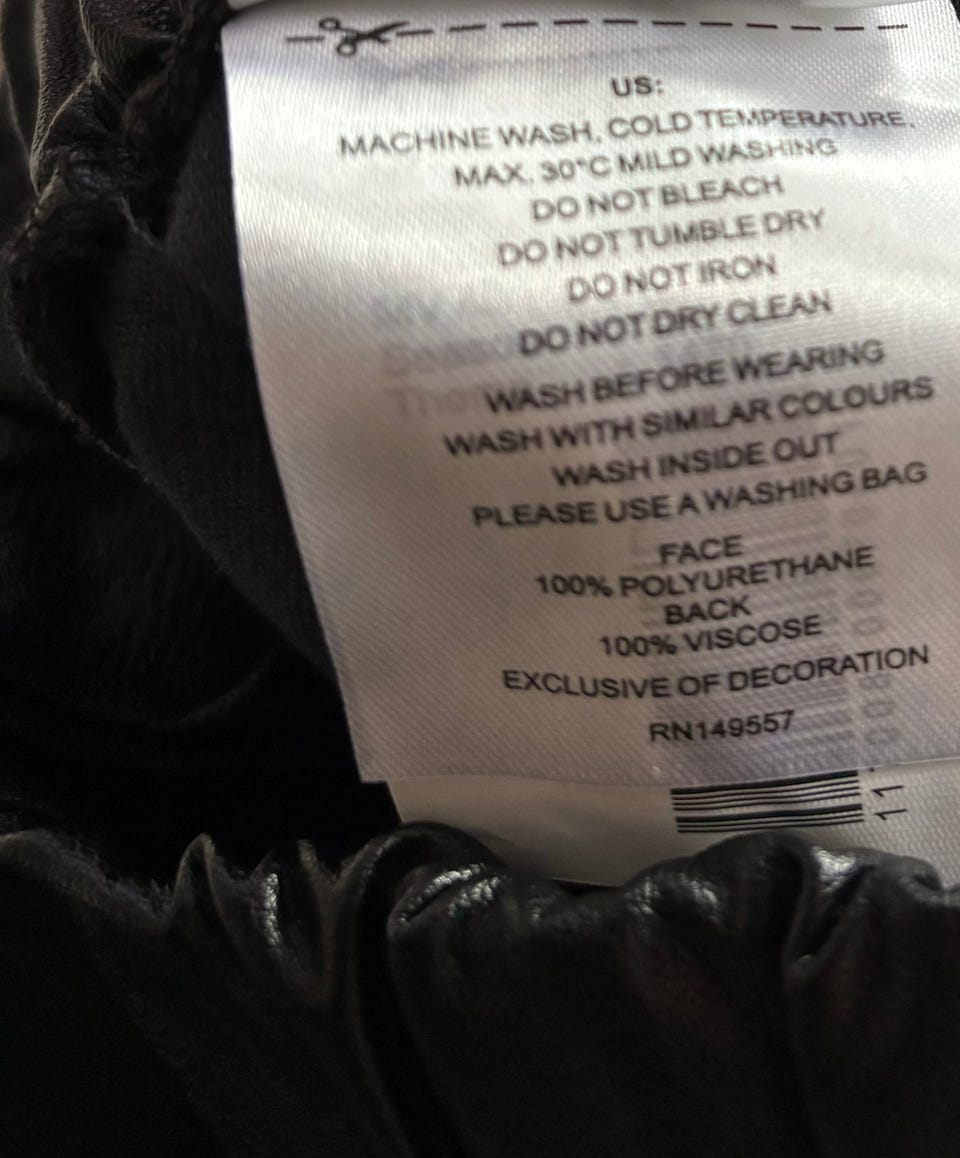 US:
MACHINE WASH, COLD TEMPERATURE,
MAX. 30°C MILD WASHING
DO NOT BLEACH
DO NOT TUMBLE DRY
DO NOT IRON
DO NOT DRY CLEAN
WASH BEFORE WEARING
WASH WITH SIMILAR COLOURS
WASH INSIDE OUT
PLEASE USE A WASHING BAG
FACE
100% POLYURETHANE
BACK
100% VISCOSE
EXCLUSIVE OF DECORATION
RN149557
11